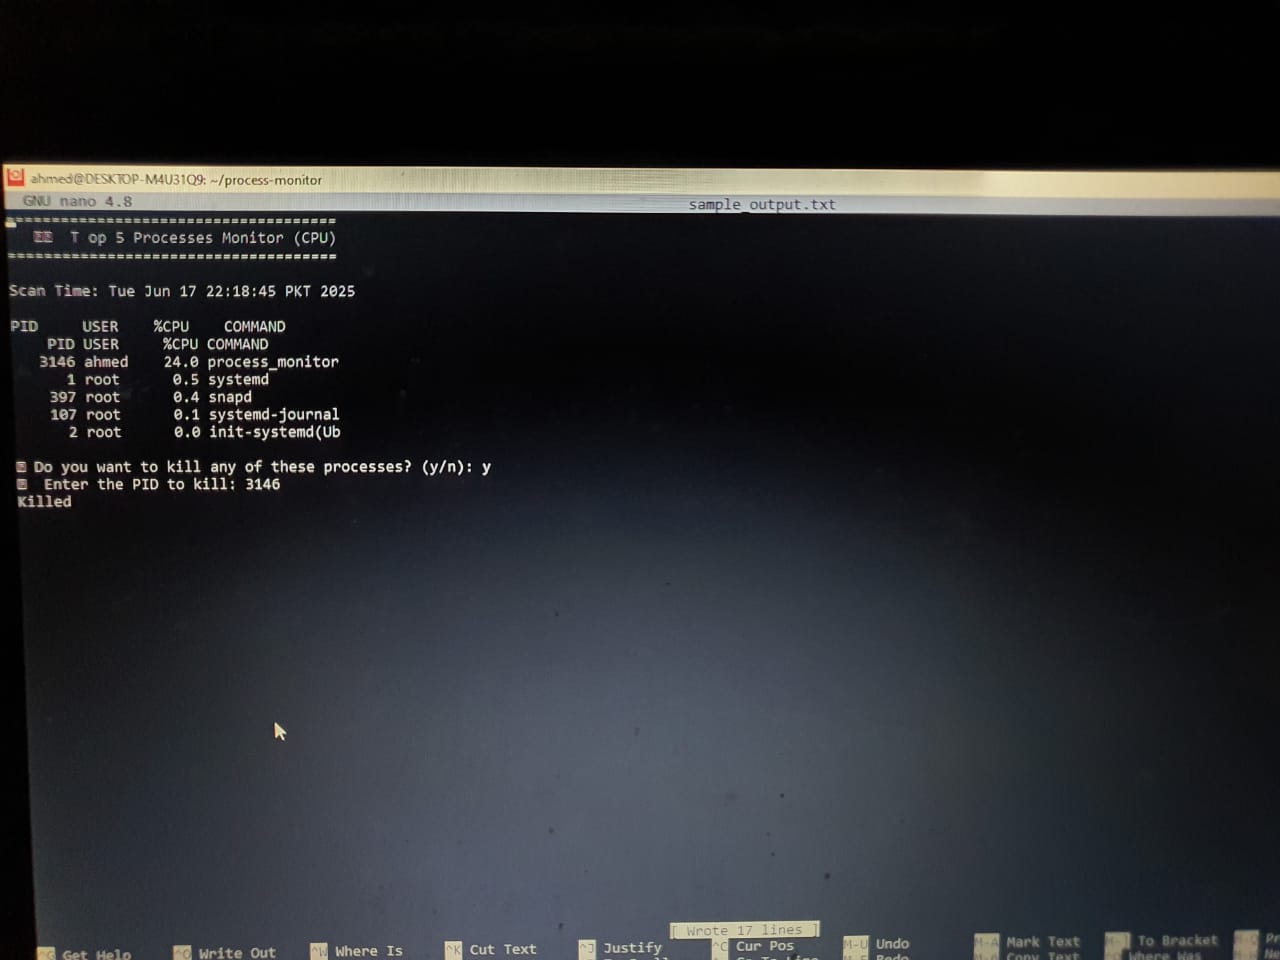 ahmed@DESKTOP-M4U31Q9: ~/process-monitor
GNU nano 4.8 sample_output.txt
=====================================
T op 5 Processes Monitor (CPU)
=====================================
Scan Time: Tue Jun 17 22:18:45 PKT 2025
PID USER %CPU COMMAND
PID USER %CPU COMMAND
3146 ahmed 24.0 process_monitor
1 root 0.5 systemd
397 root 0.4 snapd
107 root 0.1 systemd-journal
2 root 0.0 init-systemd(Ub
Do you want to kill any of these processes? (y/n): y
Enter the PID to kill: 3146
Killed
[ Wrote 17 lines ]
^G Get Help ^O Write Out ^W Where Is ^K Cut Text ^J Justify ^C Cur Pos M-U Undo M-A Mark Text M-] To Bracket
M-E Redo Copy Text Where Was